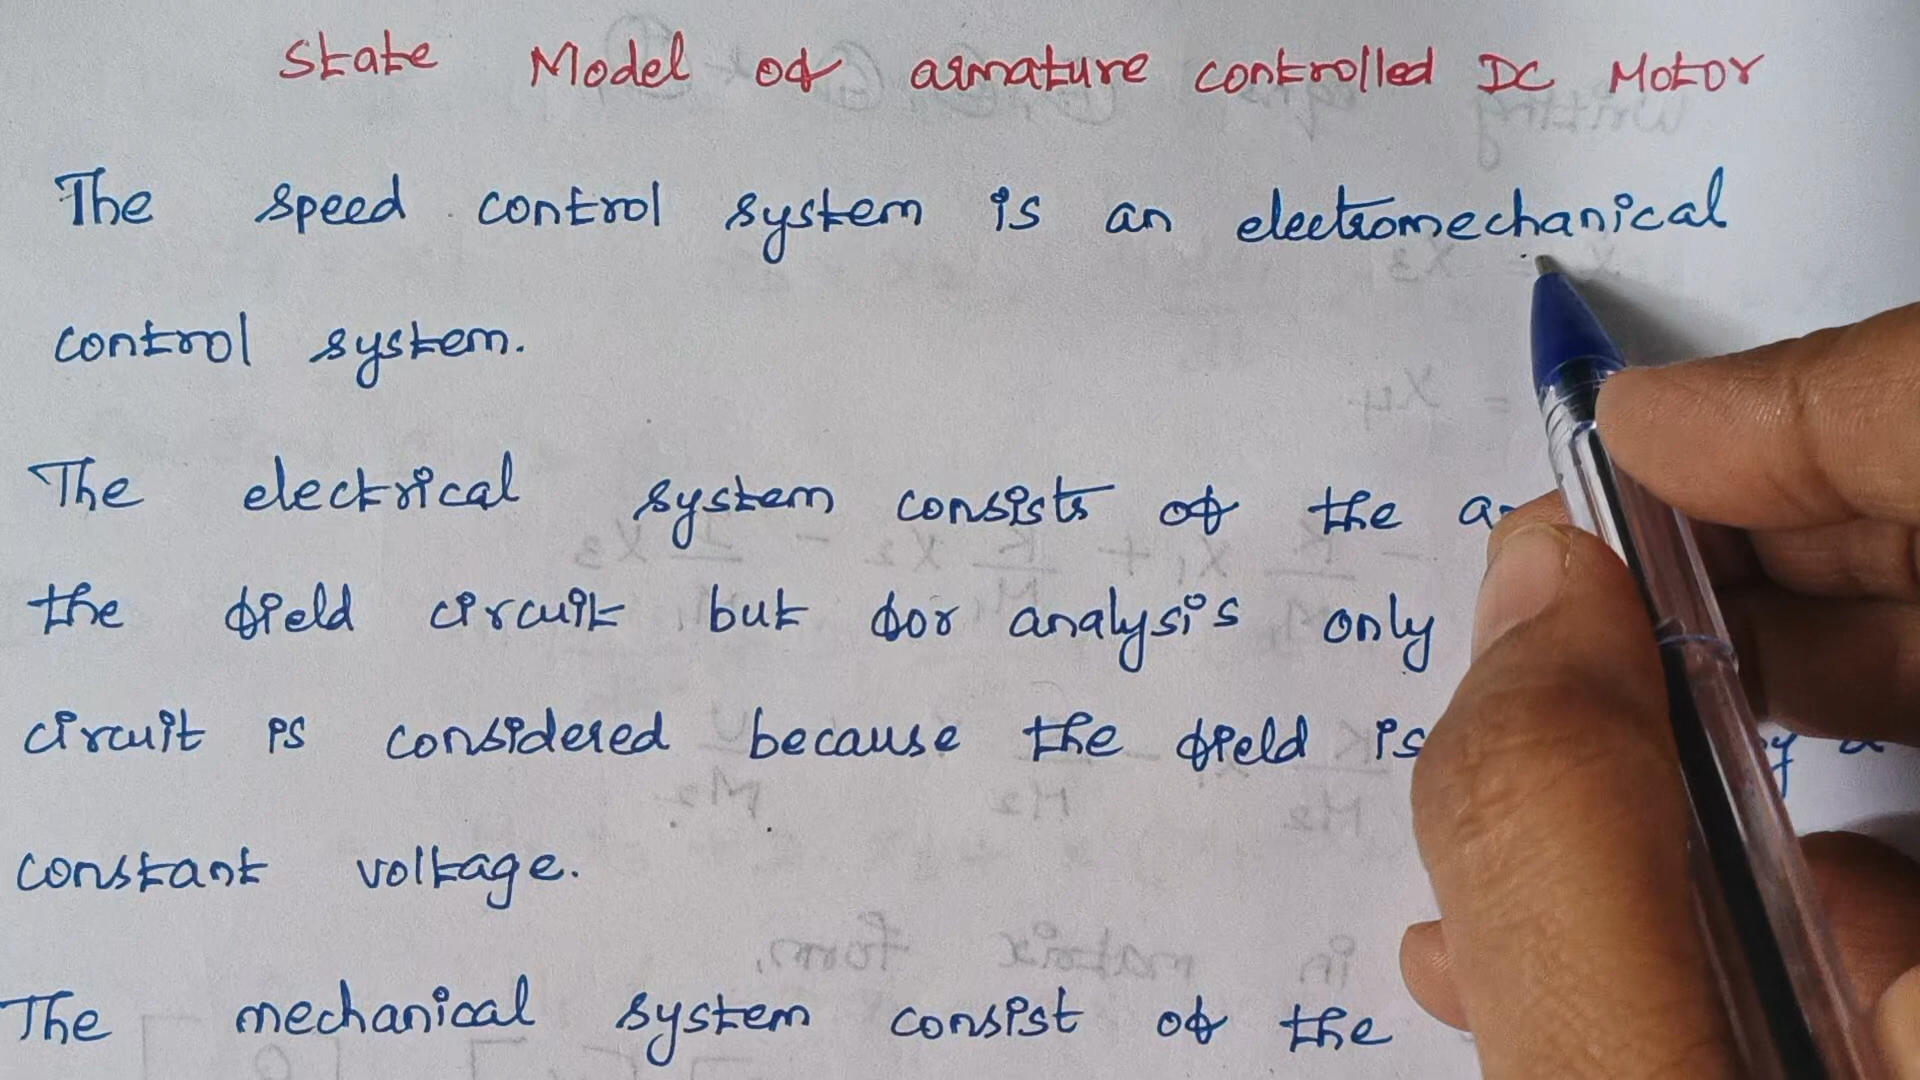 State Model of armature controlled DC Motor
The speed control system is an electromechanical
control system.
The electrical system consists of the
the field circuit but for analysis only
circuit is considered because the field is by a
constant voltage.
The mechanical system consist of the